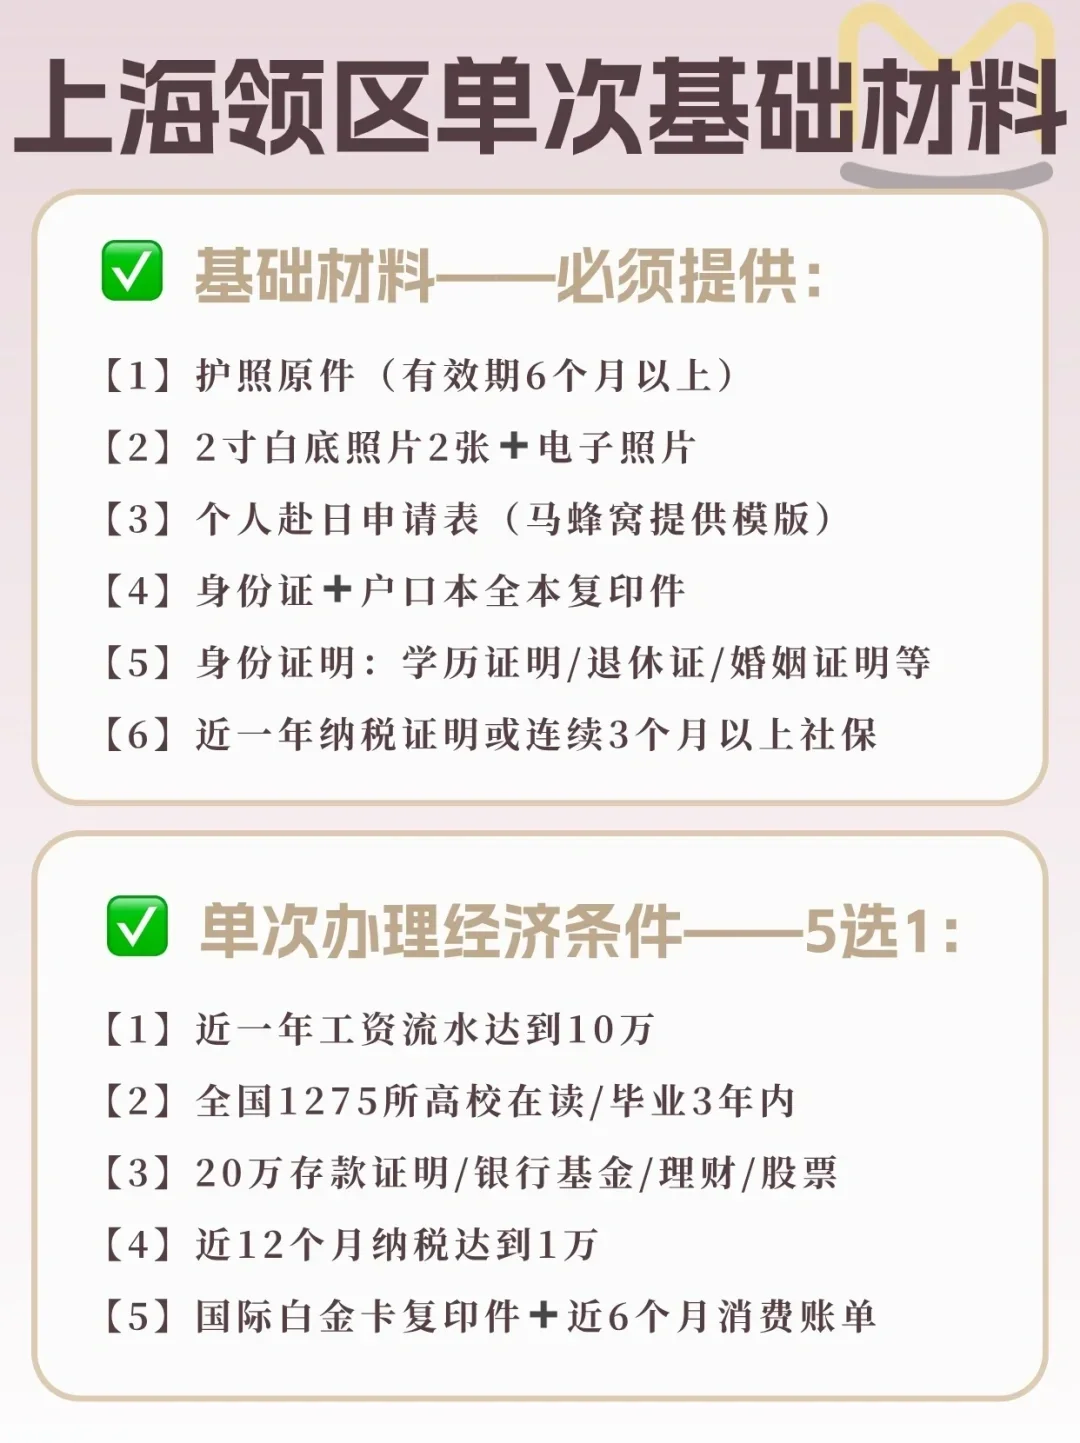 上海领区单次基础材料
✅ 基础材料——必须提供：
【1】护照原件（有效期6个月以上）
【2】2寸白底照片2张➕电子照片
【3】个人赴日申请表（马蜂窝提供模版）
【4】身份证➕户口本全本复印件
【5】身份证明：学历证明/退休证/婚姻证明等
【6】近一年纳税证明或连续3个月以上社保
✅ 单次办理经济条件——5选1：
【1】近一年工资流水达到10万
【2】全国1275所高校在读/毕业3年内
【3】20万存款证明/银行基金/理财/股票
【4】近12个月纳税达到1万
【5】国际白金卡复印件➕近6个月消费账单